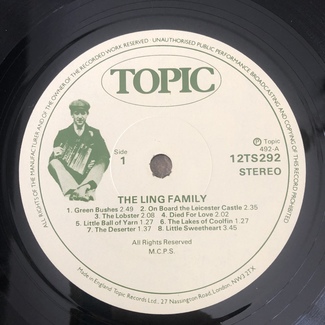 ALL RIGHTS OF THE MANUFACTURER AND OF THE OWNER OF THE RECORDED WORK RESERVED UNAUTHORISED PUBLIC PERFORMANCE BROADCASTING AND COPYING OF THIS RECORD PROHIBITED
TOPIC
Side
1
℗ Topic
492-A
12TS292
STEREO
THE LING FAMILY
1. Green Bushes 2.49 2. On Board the Leicester Castle 2.35
3. The Lobster 2.08 4. Died For Love 2.02
5. Little Ball of Yarn 1.27 6. The Lakes of Coolfin 1.21
7. The Deserter 1.37 8. Little Sweetheart 3.45
All Rights Reserved
M.C.P.S.
Made in England. Topic Records Ltd., 27 Nassington Road, London, NW3 2TX